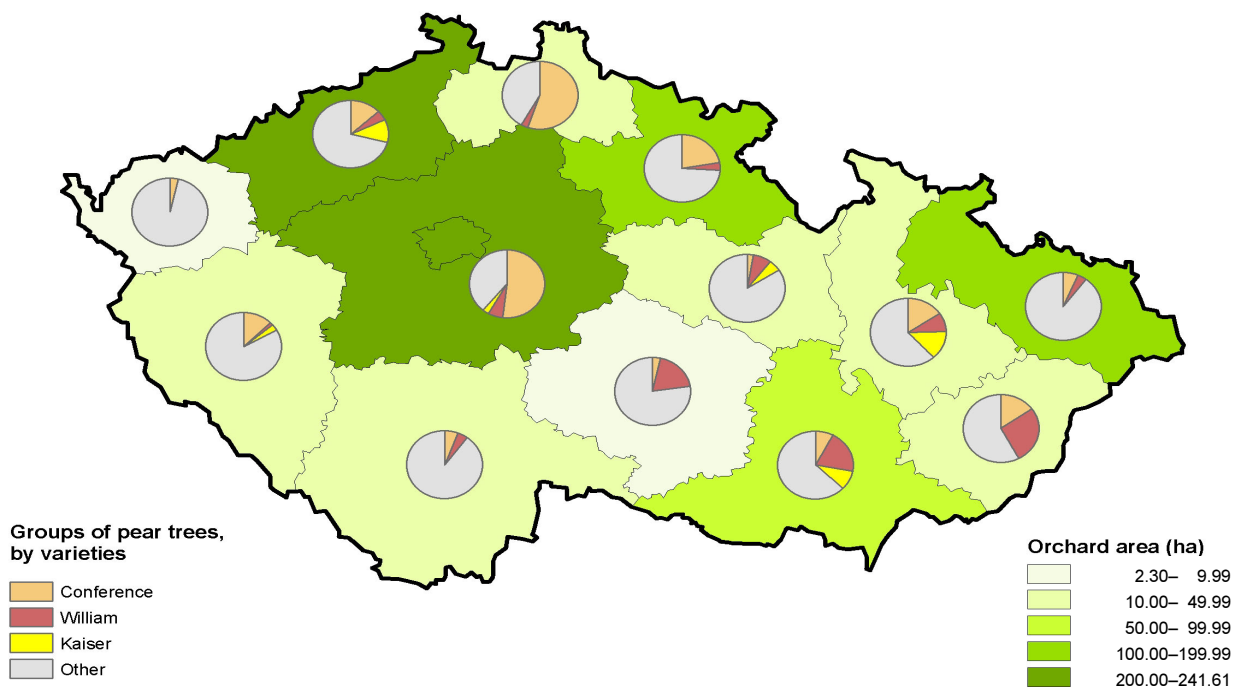 Groups of pear trees,
by varieties
Conference
William
Kaiser
Other
Orchard area (ha)
2.30– 9.99
10.00– 49.99
50.00– 99.99
100.00–199.99
200.00–241.61